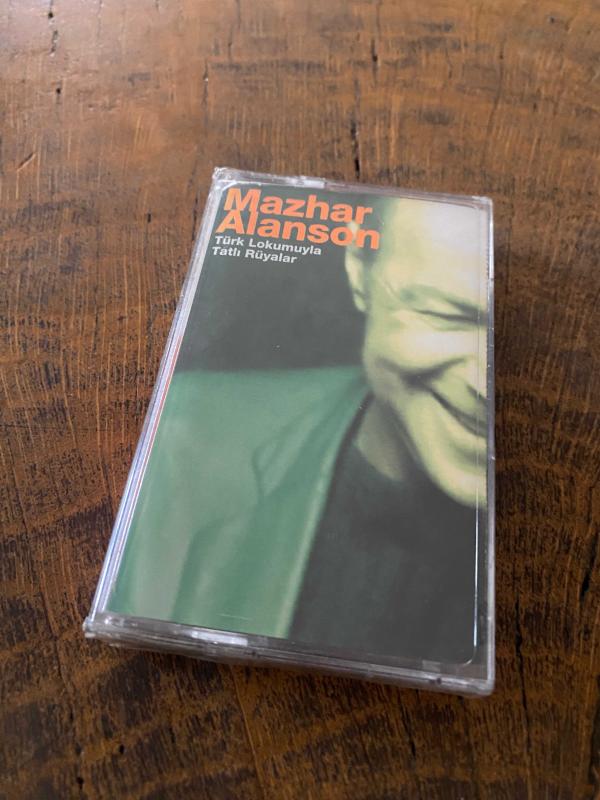 Mazhar
Alanson
Türk Lokumuyla
Tatlı Rüyalar